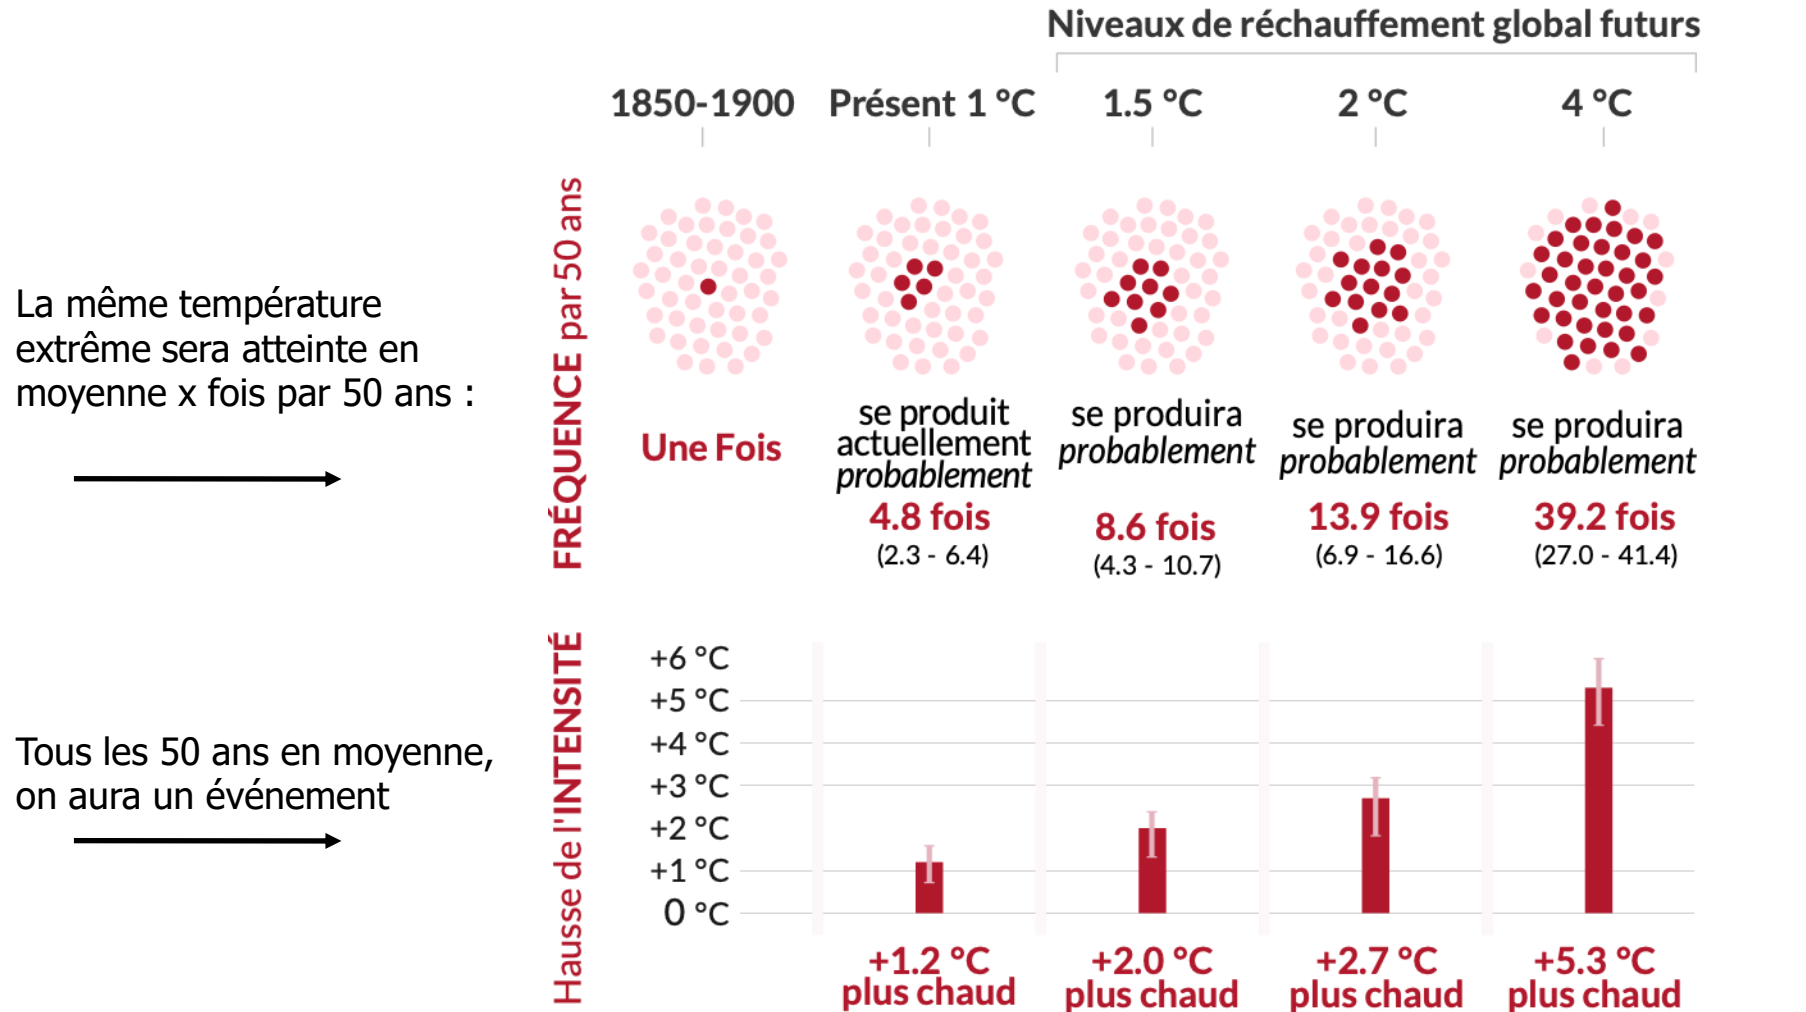 Niveaux de réchauffement global futurs
1850-1900
Présent 1 °C
1.5 °C
2 °C
4 °C
La même température
extrême sera atteinte en
moyenne x fois par 50 ans :
FRÉQUENCE par 50 ans
Une Fois
se produit
actuellement
probablement
4.8 fois
(2.3 - 6.4)
se produira
probablement
8.6 fois
(4.3 - 10.7)
se produira
probablement
13.9 fois
(6.9 - 16.6)
se produira
probablement
39.2 fois
(27.0 - 41.4)
Tous les 50 ans en moyenne,
on aura un événement
Hausse de l'INTENSITÉ
+6 °C
+5 °C
+4 °C
+3 °C
+2 °C
+1 °C
0 °C
+1.2 °C
plus chaud
+2.0 °C
plus chaud
+2.7 °C
plus chaud
+5.3 °C
plus chaud